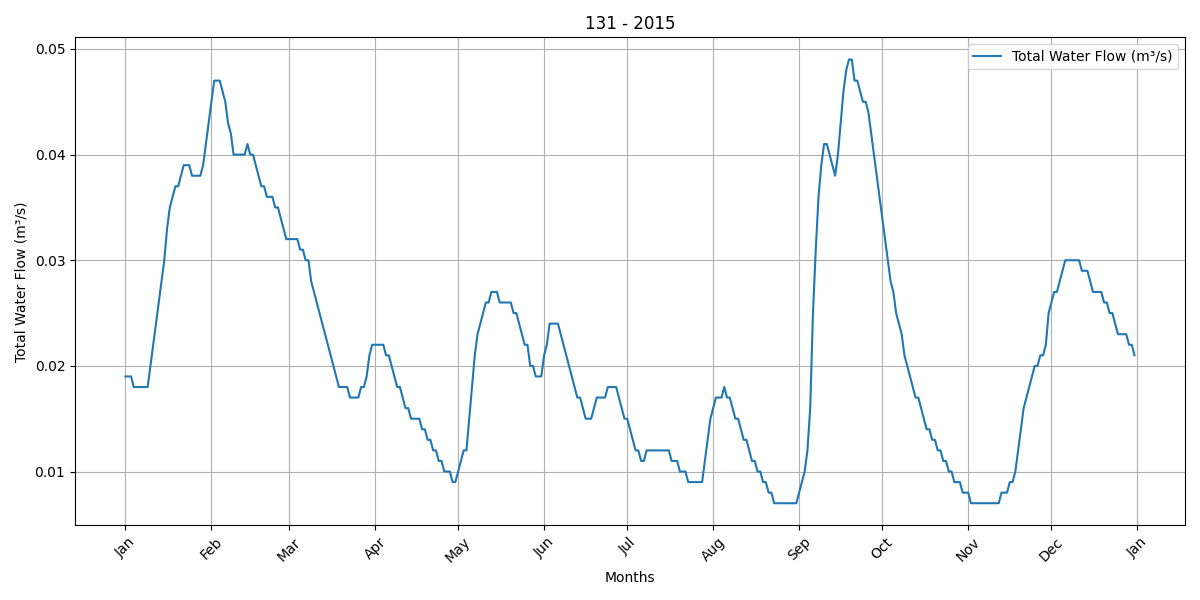 131 - 2015
Total Water Flow (m³/s)
Total Water Flow (m³/s)
0.05
0.04
0.03
0.02
0.01
Jan
Feb
Mar
Apr
May
Jun
Jul
Aug
Sep
Oct
Nov
Dec
Jan
Months